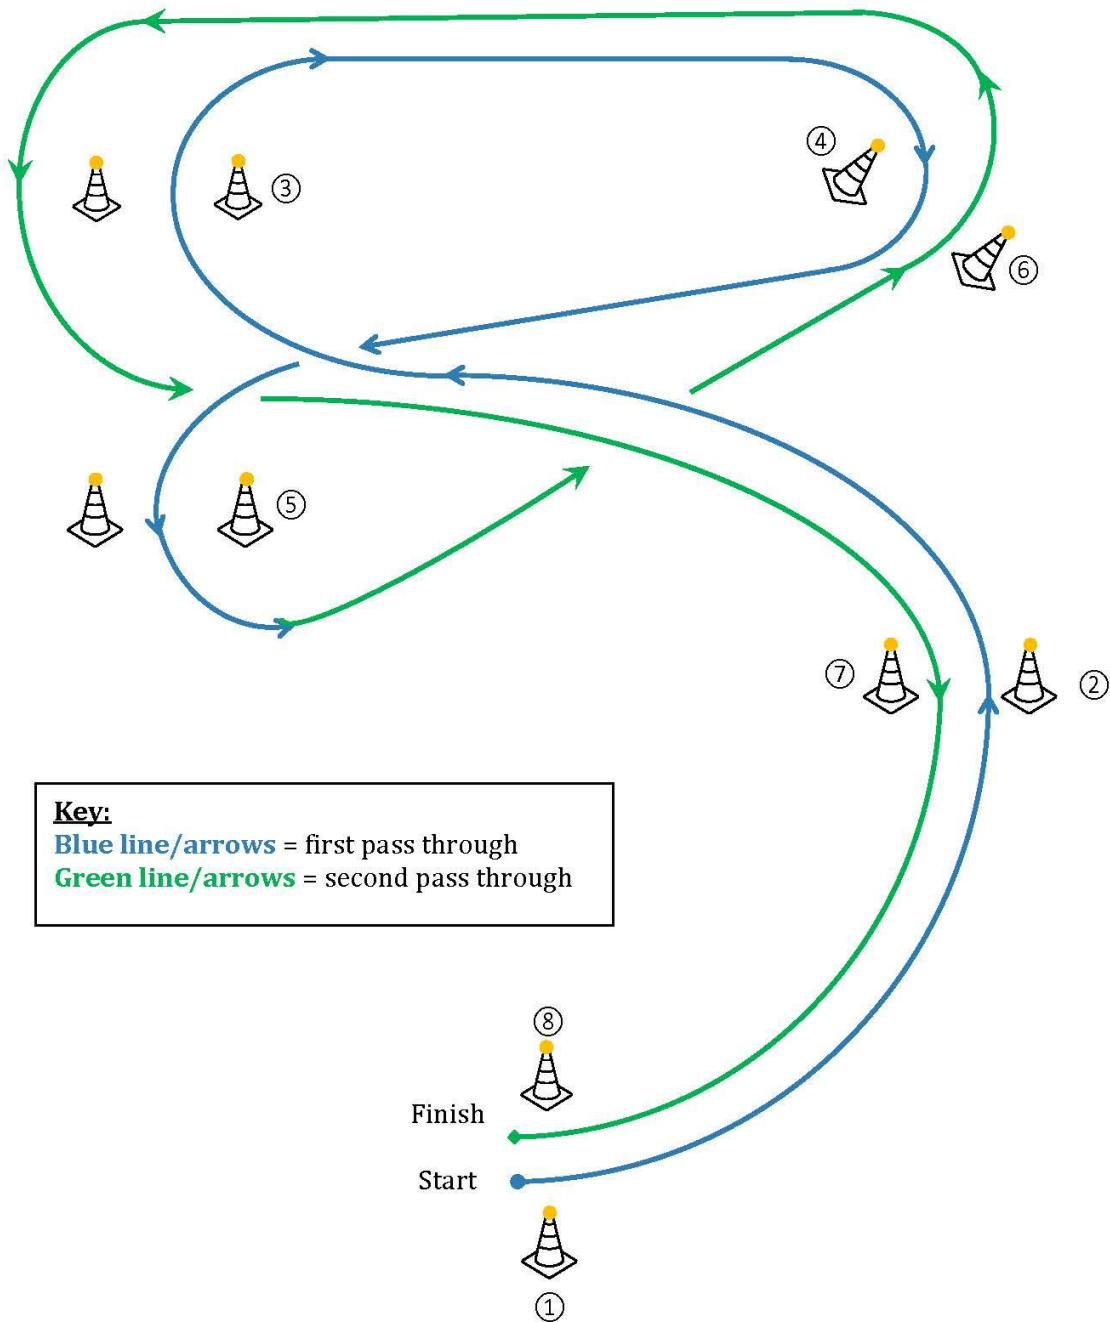 ④
③
⑥
⑤
⑦
②
Key:
Blue line/arrows = first pass through
Green line/arrows = second pass through
⑧
Finish
Start
①